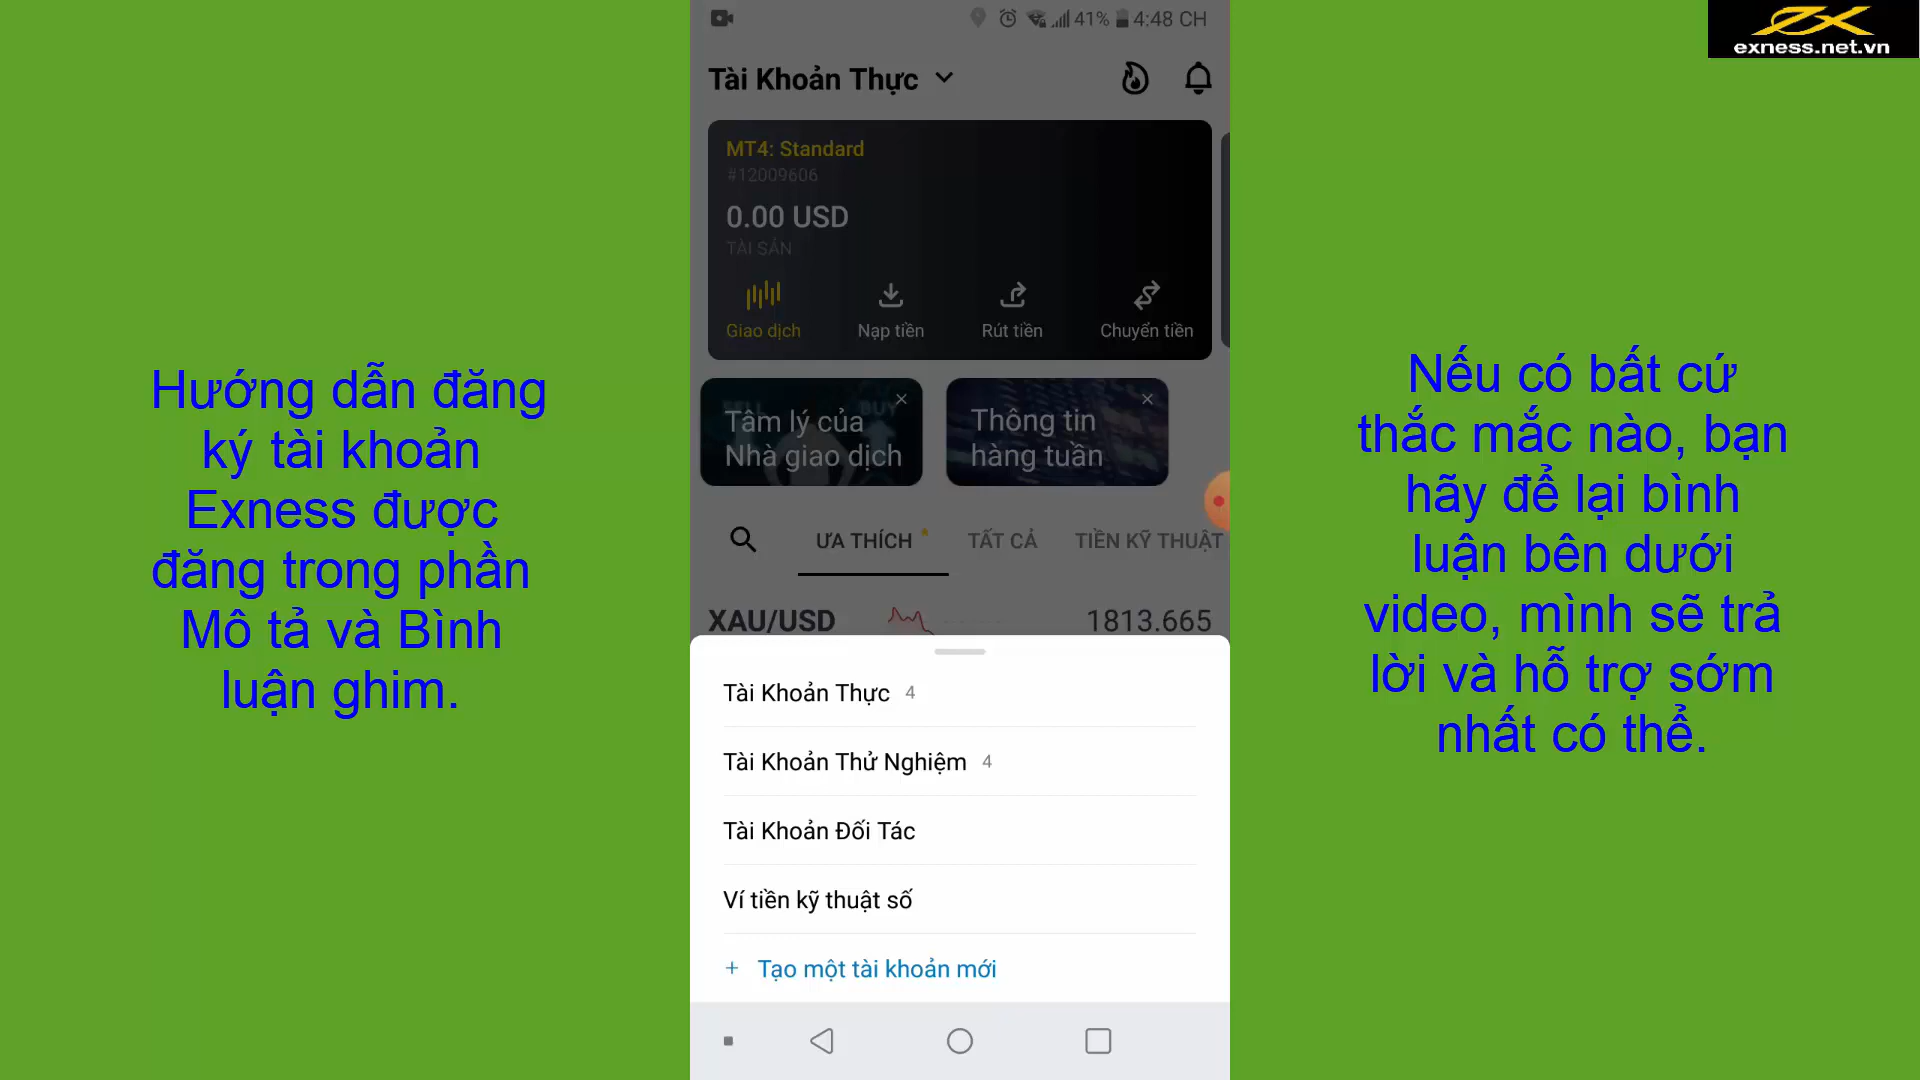 exness.net.vn
41% 4:48 CH
Tài Khoản Thực
MT4: Standard
#12009606
0.00 USD
TÀI SẢN
Giao dịch Nạp tiền Rút tiền Chuyển tiền
Tâm lý của
Nhà giao dịch
Thông tin
hàng tuần
ƯA THÍCH TẤT CẢ TIỀN KỸ THUẬT
XAU/USD 1813.665
Tài Khoản Thực 4
Tài Khoản Thử Nghiệm 4
Tài Khoản Đối Tác
Ví tiền kỹ thuật số
+ Tạo một tài khoản mới
Hướng dẫn đăng
ký tài khoản
Exness được
đăng trong phần
Mô tả và Bình
luận ghim.
Nếu có bất cứ
thắc mắc nào, bạn
hãy để lại bình
luận bên dưới
video, mình sẽ trả
lời và hỗ trợ sớm
nhất có thể.